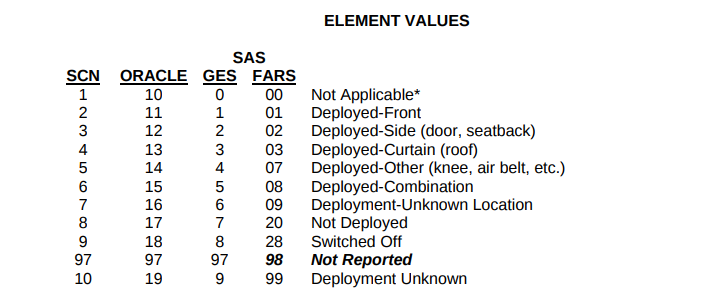 ELEMENT VALUES
SAS
SCN ORACLE GES FARS
1 10 0 00 Not Applicable*
2 11 1 01 Deployed-Front
3 12 2 02 Deployed-Side (door, seatback)
4 13 3 03 Deployed-Curtain (roof)
5 14 4 07 Deployed-Other (knee, air belt, etc.)
6 15 5 08 Deployed-Combination
7 16 6 09 Deployment-Unknown Location
8 17 7 20 Not Deployed
9 18 8 28 Switched Off
97 97 97 98 Not Reported
10 19 9 99 Deployment Unknown